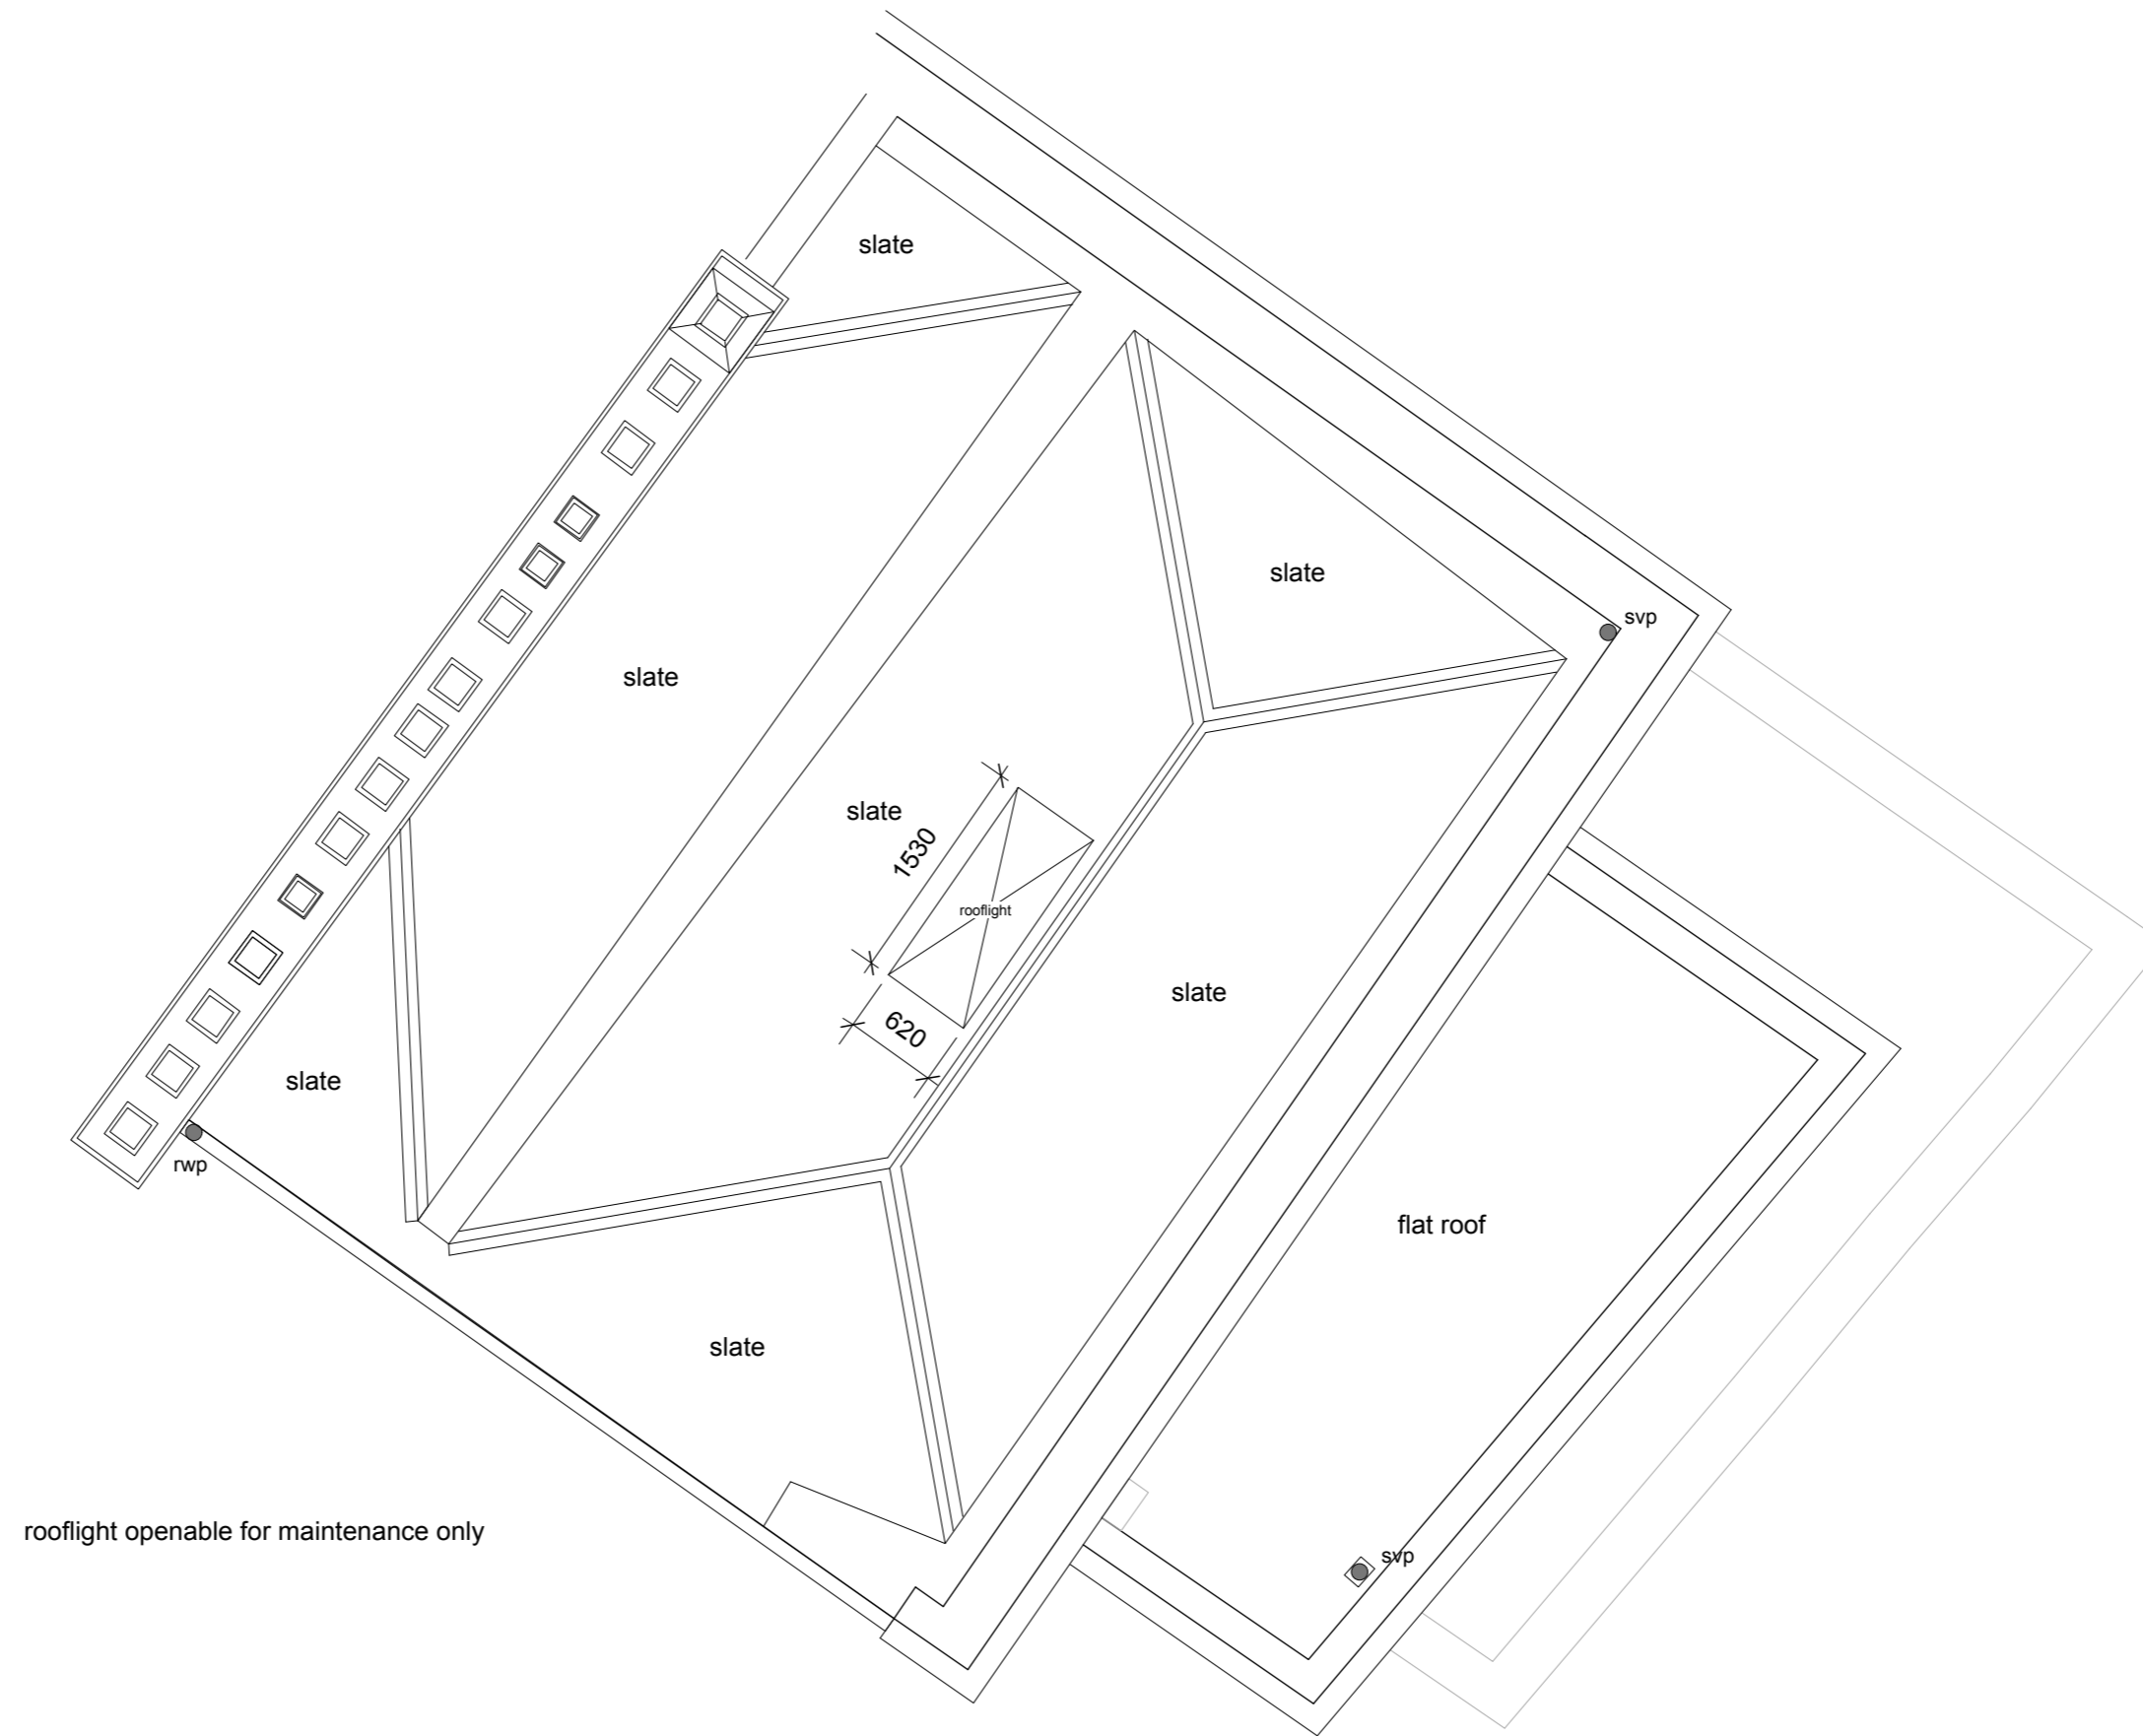 slate
slate
svp
slate
slate
1530
rooflight
slate
620
slate
rwp
flat roof
slate
rooflight openable for maintenance only
svp